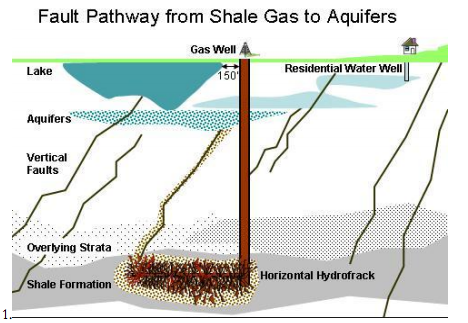 Fault Pathway from Shale Gas to Aquifers
Gas Well
Lake
150'
Residential Water Well
Aquifers
Vertical
Faults
Overlying Strata
Shale Formation
Horizontal Hydrofrack
1.